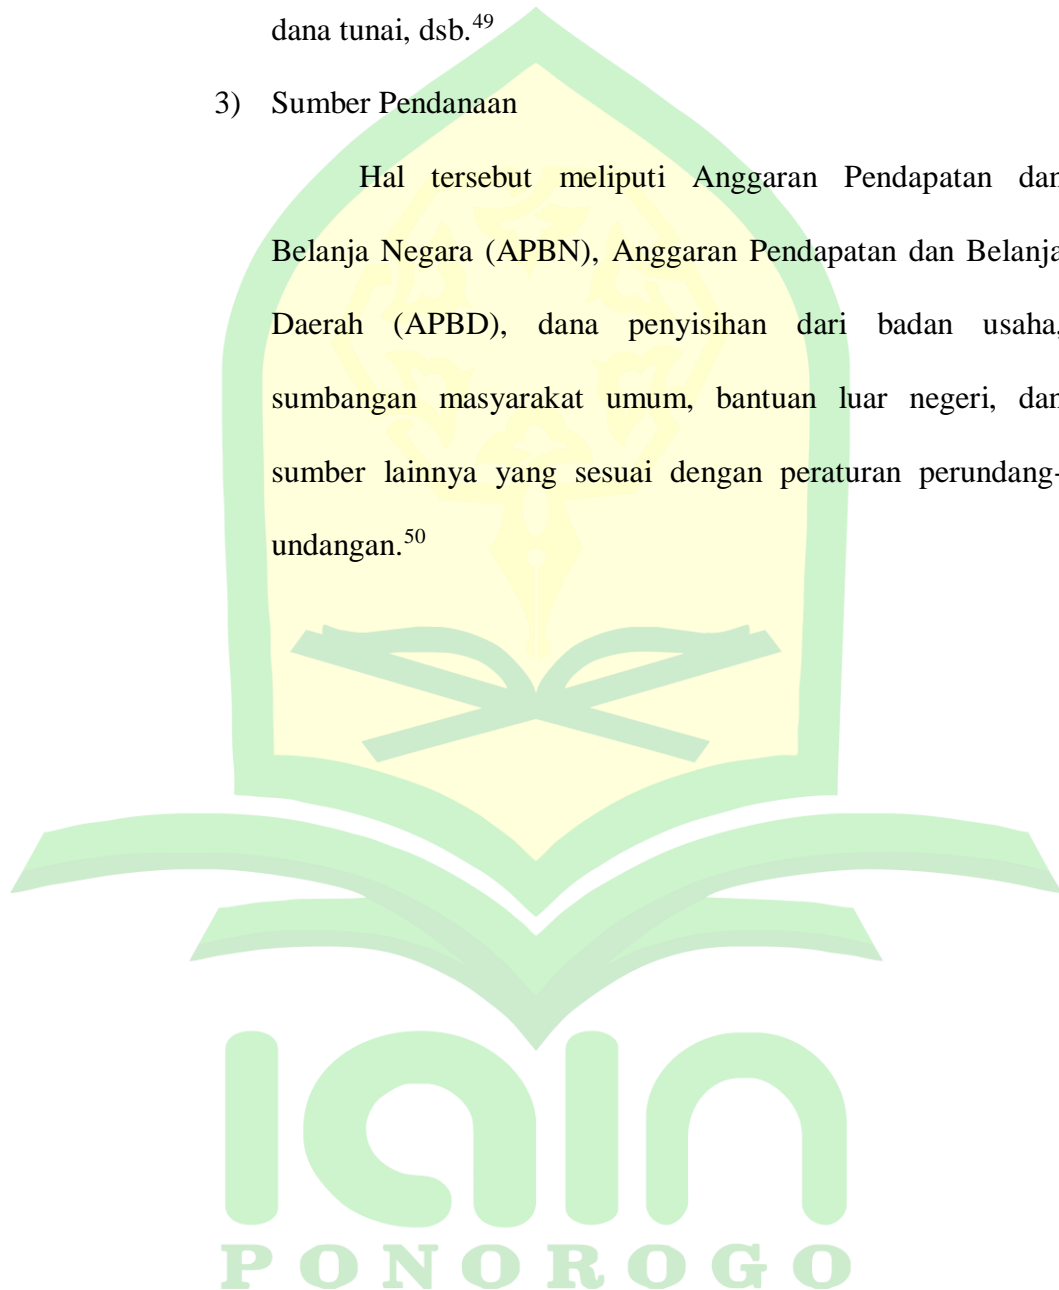 dana tunai, dsb.49
3) Sumber Pendanaan
Hal tersebut meliputi Anggaran Pendapatan dan
Belanja Negara (APBN), Anggaran Pendapatan dan Belanja
Daerah (APBD), dana penyisihan dari badan usaha,
sumbangan masyarakat umum, bantuan luar negeri, dan
sumber lainnya yang sesuai dengan peraturan perundang-
undangan.50
iain
PONOROGO